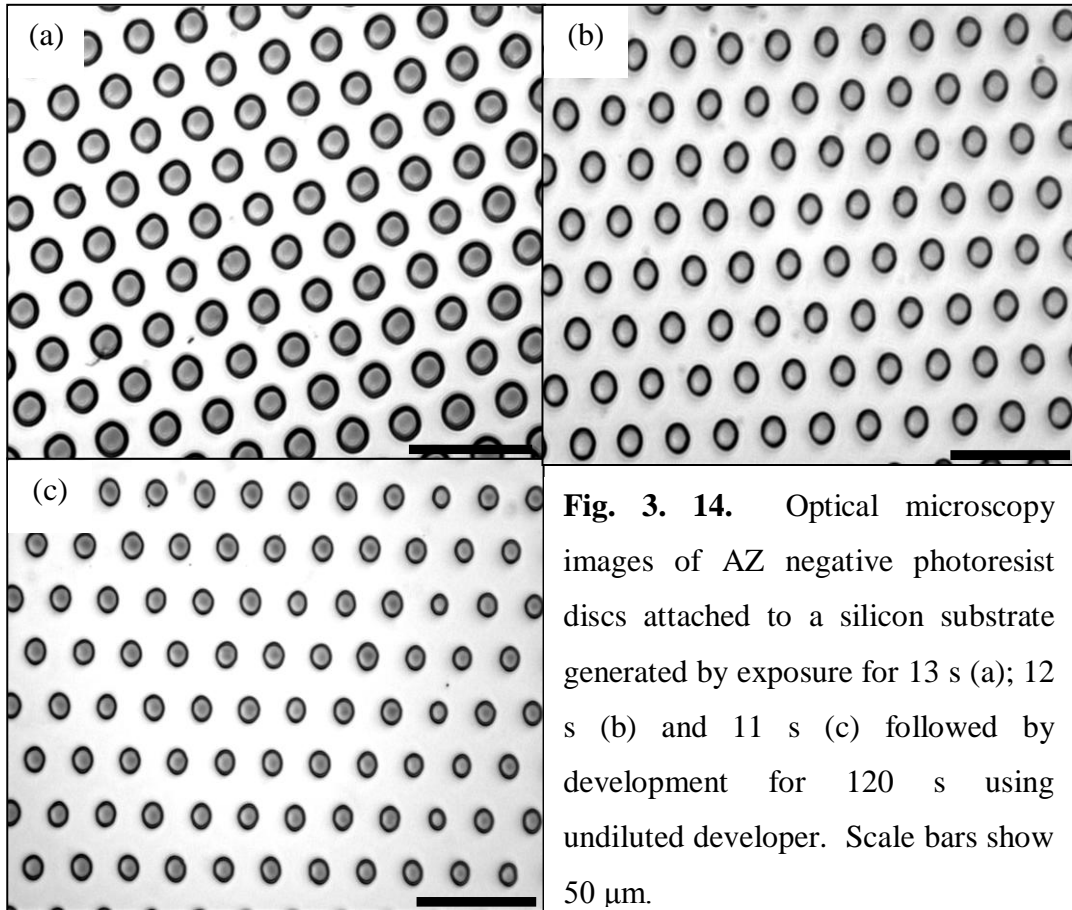 (a)
(b)
(c)
Fig. 3. 14. Optical microscopy
images of AZ negative photoresist
discs attached to a silicon substrate
generated by exposure for 13 s (a); 12
s (b) and 11 s (c) followed by
development for 120 s using
undiluted developer. Scale bars show
50 µm.